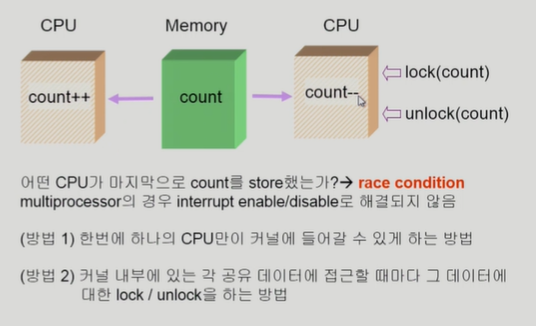 CPU
Memory
CPU
count++
count
count--
lock(count)
unlock(count)
어떤 CPU가 마지막으로 count를 store했는가?→ race condition
multiprocessor의 경우 interrupt enable/disable로 해결되지 않음
(방법 1) 한번에 하나의 CPU만이 커널에 들어갈 수 있게 하는 방법
(방법 2) 커널 내부에 있는 각 공유 데이터에 접근할 때마다 그 데이터에
대한 lock / unlock을 하는 방법